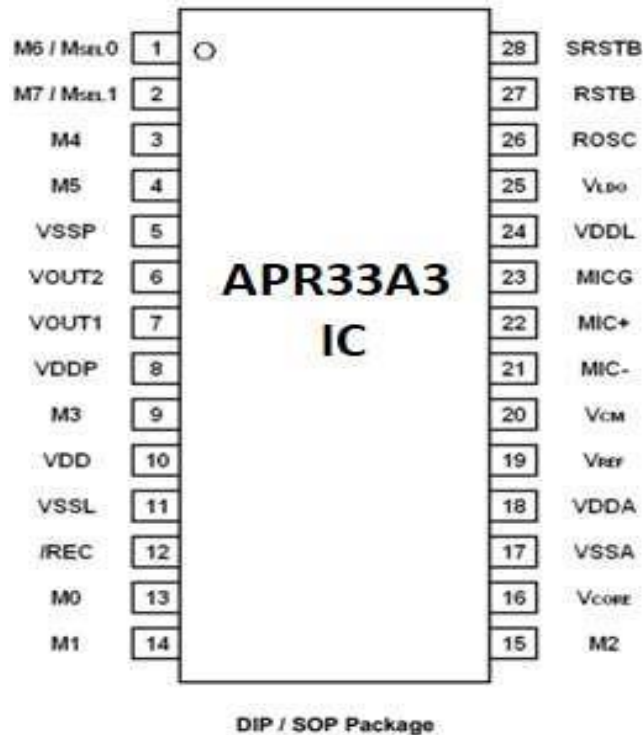 M6 / MSEL0 1 28 SRSTB
M7 / MSEL1 2 27 RSTB
M4 3 26 ROSC
M5 4 25 VLDO
VSSP 5 24 VDDL
VOUT2 6 23 MICG
VOUT1 7 22 MIC+
VDDP 8 21 MIC-
M3 9 20 VCM
VDD 10 19 VREF
VSSL 11 18 VDDA
/REC 12 17 VSSA
M0 13 16 VCORE
M1 14 15 M2
APR33A3
IC
DIP / SOP Package